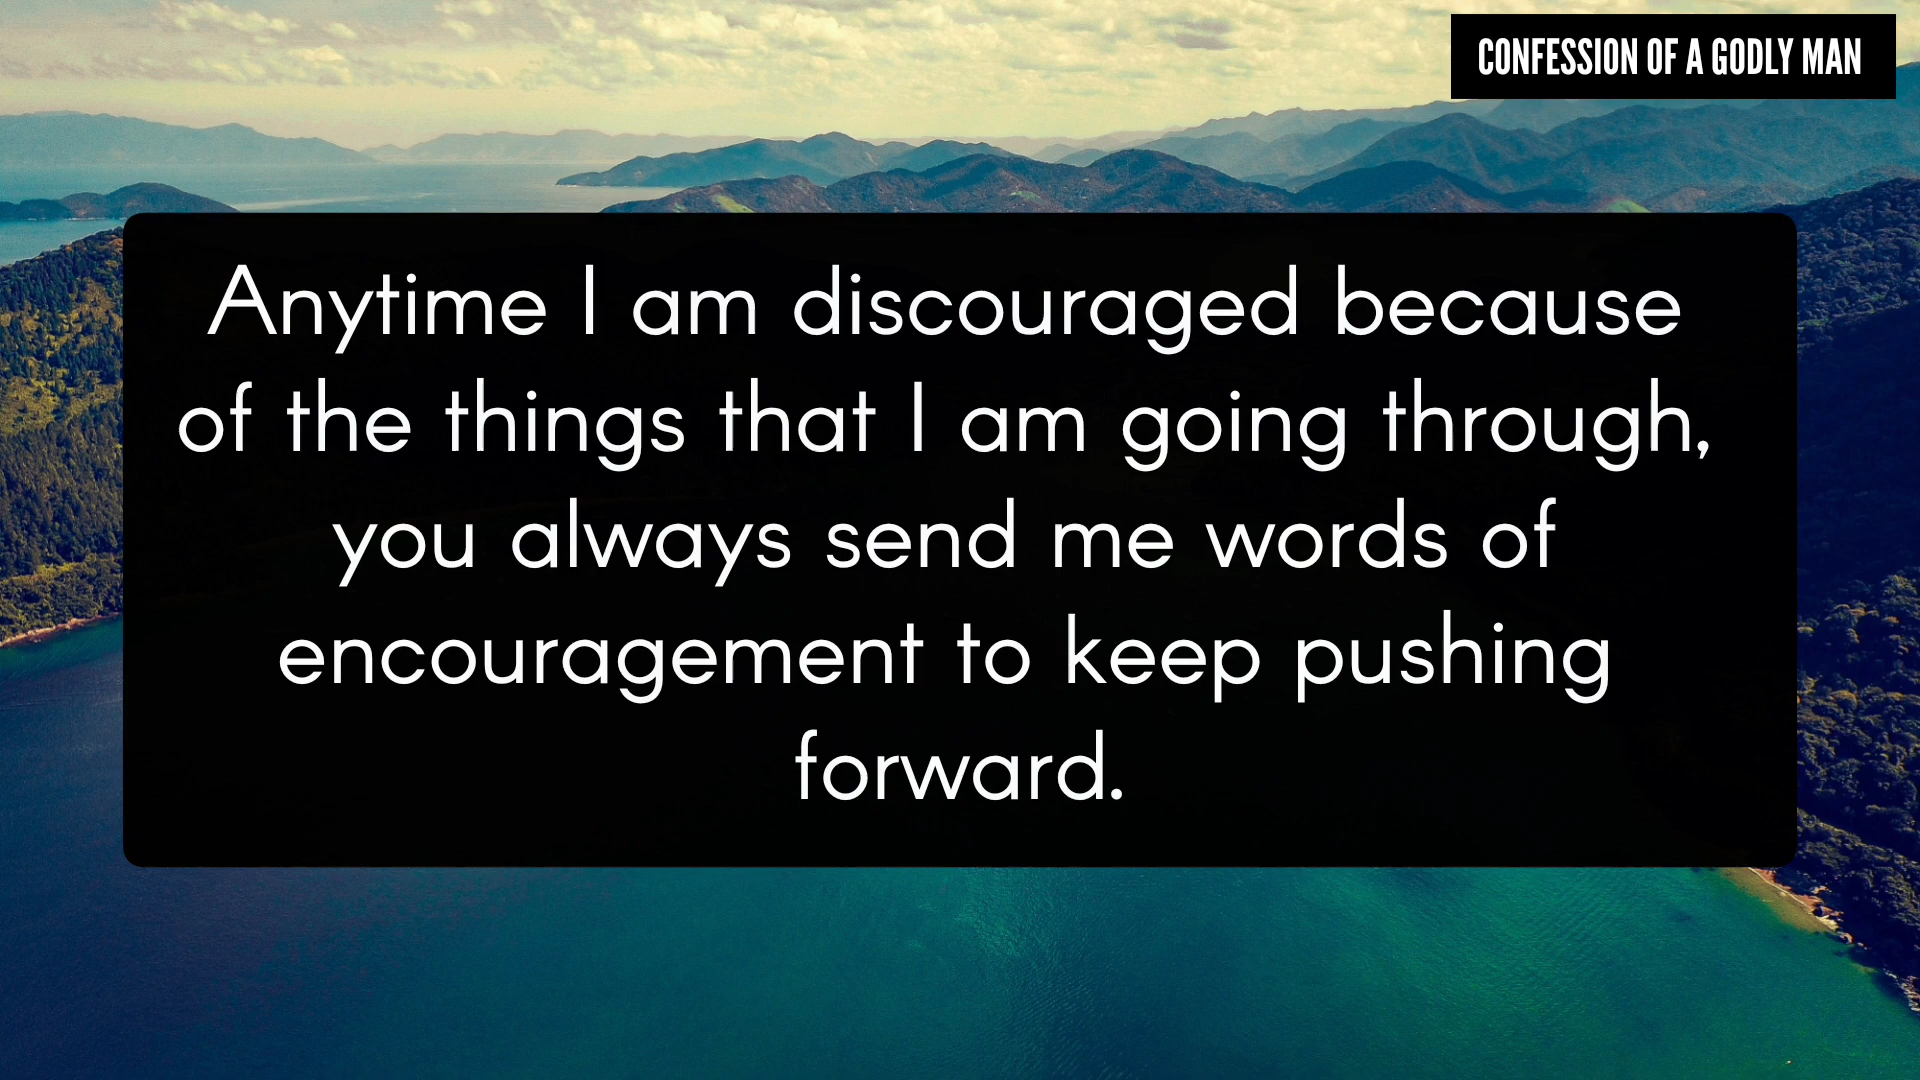 CONFESSION OF A GODLY MAN
Anytime I am discouraged because
of the things that I am going through,
you always send me words of
encouragement to keep pushing
forward.